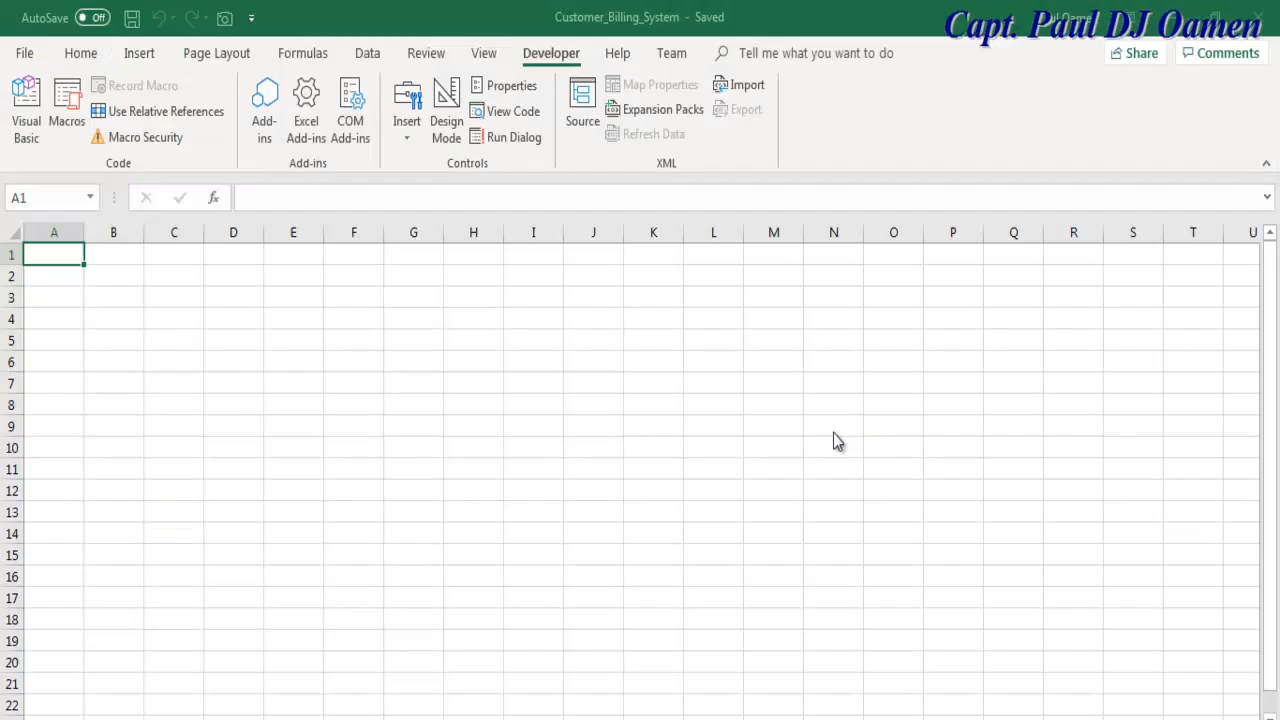 AutoSave Off Customer_Billing_System - Saved
Capt. Paul DJ Oamen
File Home Insert Page Layout Formulas Data Review View Developer Help Team Tell me what you want to do Share Comments
Visual Basic
Macros
Record Macro
Use Relative References
Macro Security
Code
Add-ins
Excel Add-ins
COM Add-ins
Add-ins
Insert
Design Mode
Properties
View Code
Run Dialog
Controls
Source
Map Properties
Expansion Packs
Refresh Data
Import
Export
XML
A1 fx
A B C D E F G H I J K L M N O P Q R S T U
1
2
3
4
5
6
7
8
9
10
11
12
13
14
15
16
17
18
19
20
21
22